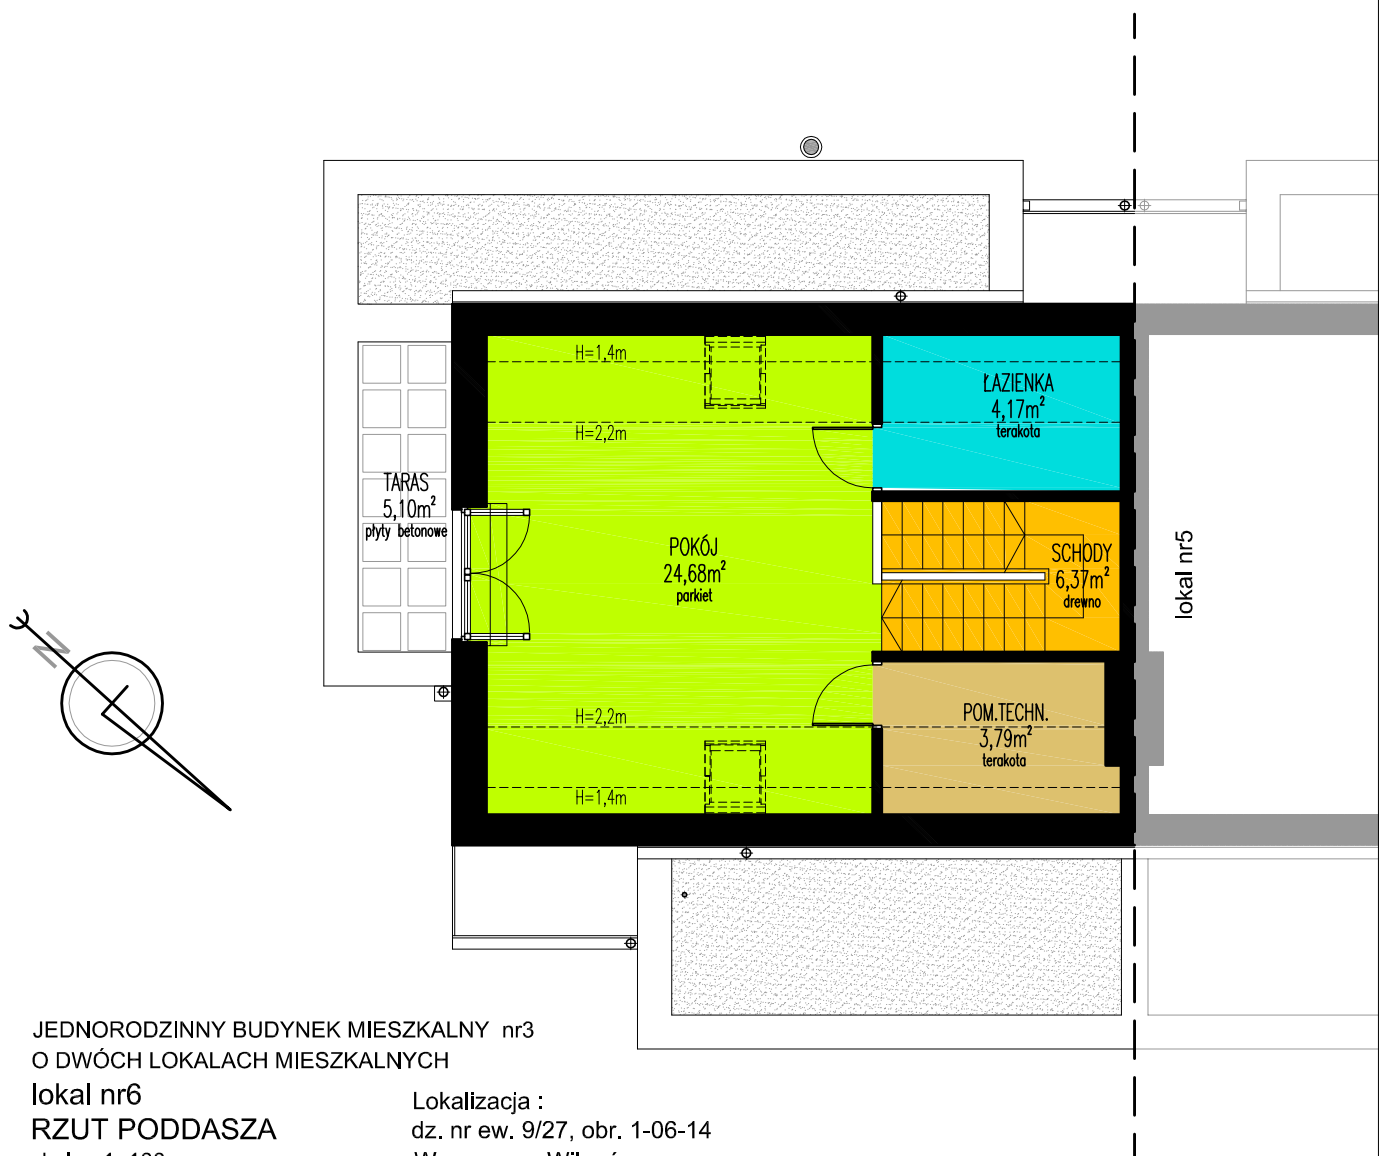 H=1,4m
H=2,2m
ŁAZIENKA
4,17m²
terakota
TARAS
5,10m²
płyty betonowe
POKÓJ
24,68m²
parkiet
SCHODY
6,37m²
drewno
lokal nr5
N
H=2,2m
H=1,4m
POM.TECHN.
3,79m²
terakota
JEDNORODZINNY BUDYNEK MIESZKALNY nr3
O DWÓCH LOKALACH MIESZKALNYCH
lokal nr6
RZUT PODDASZA
Lokalizacja :
dz. nr ew. 9/27, obr. 1-06-14